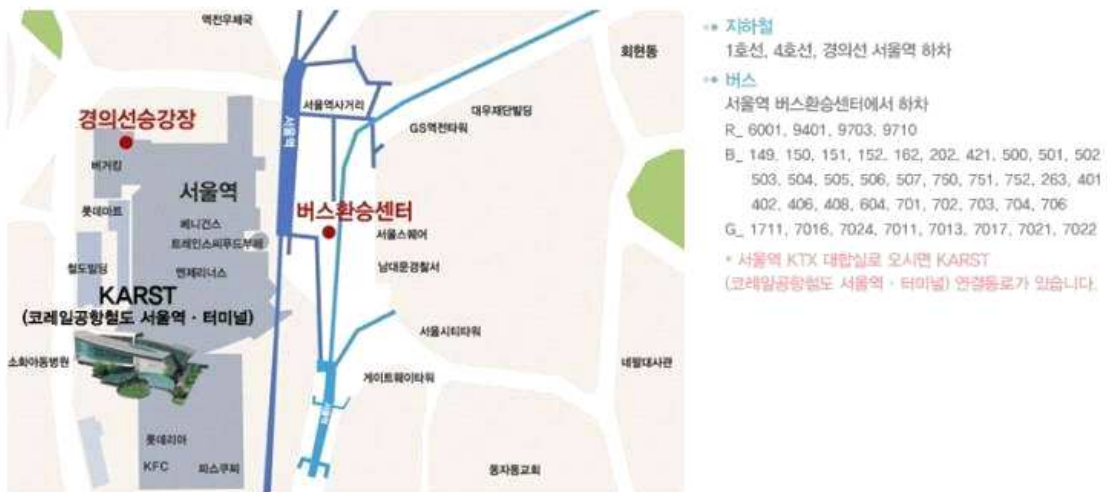 역전우체국
회현동
서울역사거리
대우재단빌딩
GS역전타워
경의선승강장
서울역
버거킹
서울역
롯데마트
베니건스
버스환승센터
트레인스씨푸드부페
서울스퀘어
철도빌딩
엔제리너스
남대문경찰서
KARST
(코레일공항철도 서울역 · 터미널)
서울시티타워
소화아동병원
네팔대사관
게이트웨이타워
서울역
롯데리아
KFC
파스쿠찌
동자동교회
지하철
1호선, 4호선, 경의선 서울역 하차
버스
서울역 버스환승센터에서 하차
R_ 6001, 9401, 9703, 9710
B_ 149, 150, 151, 152, 162, 202, 421, 500, 501, 502
503, 504, 505, 506, 507, 750, 751, 752, 263, 401
402, 406, 408, 604, 701, 702, 703, 704, 706
G_ 1711, 7016, 7024, 7011, 7013, 7017, 7021, 7022
* 서울역 KTX 대합실로 오시면 KARST
(코레일공항철도 서울역 · 터미널) 연결통로가 있습니다.